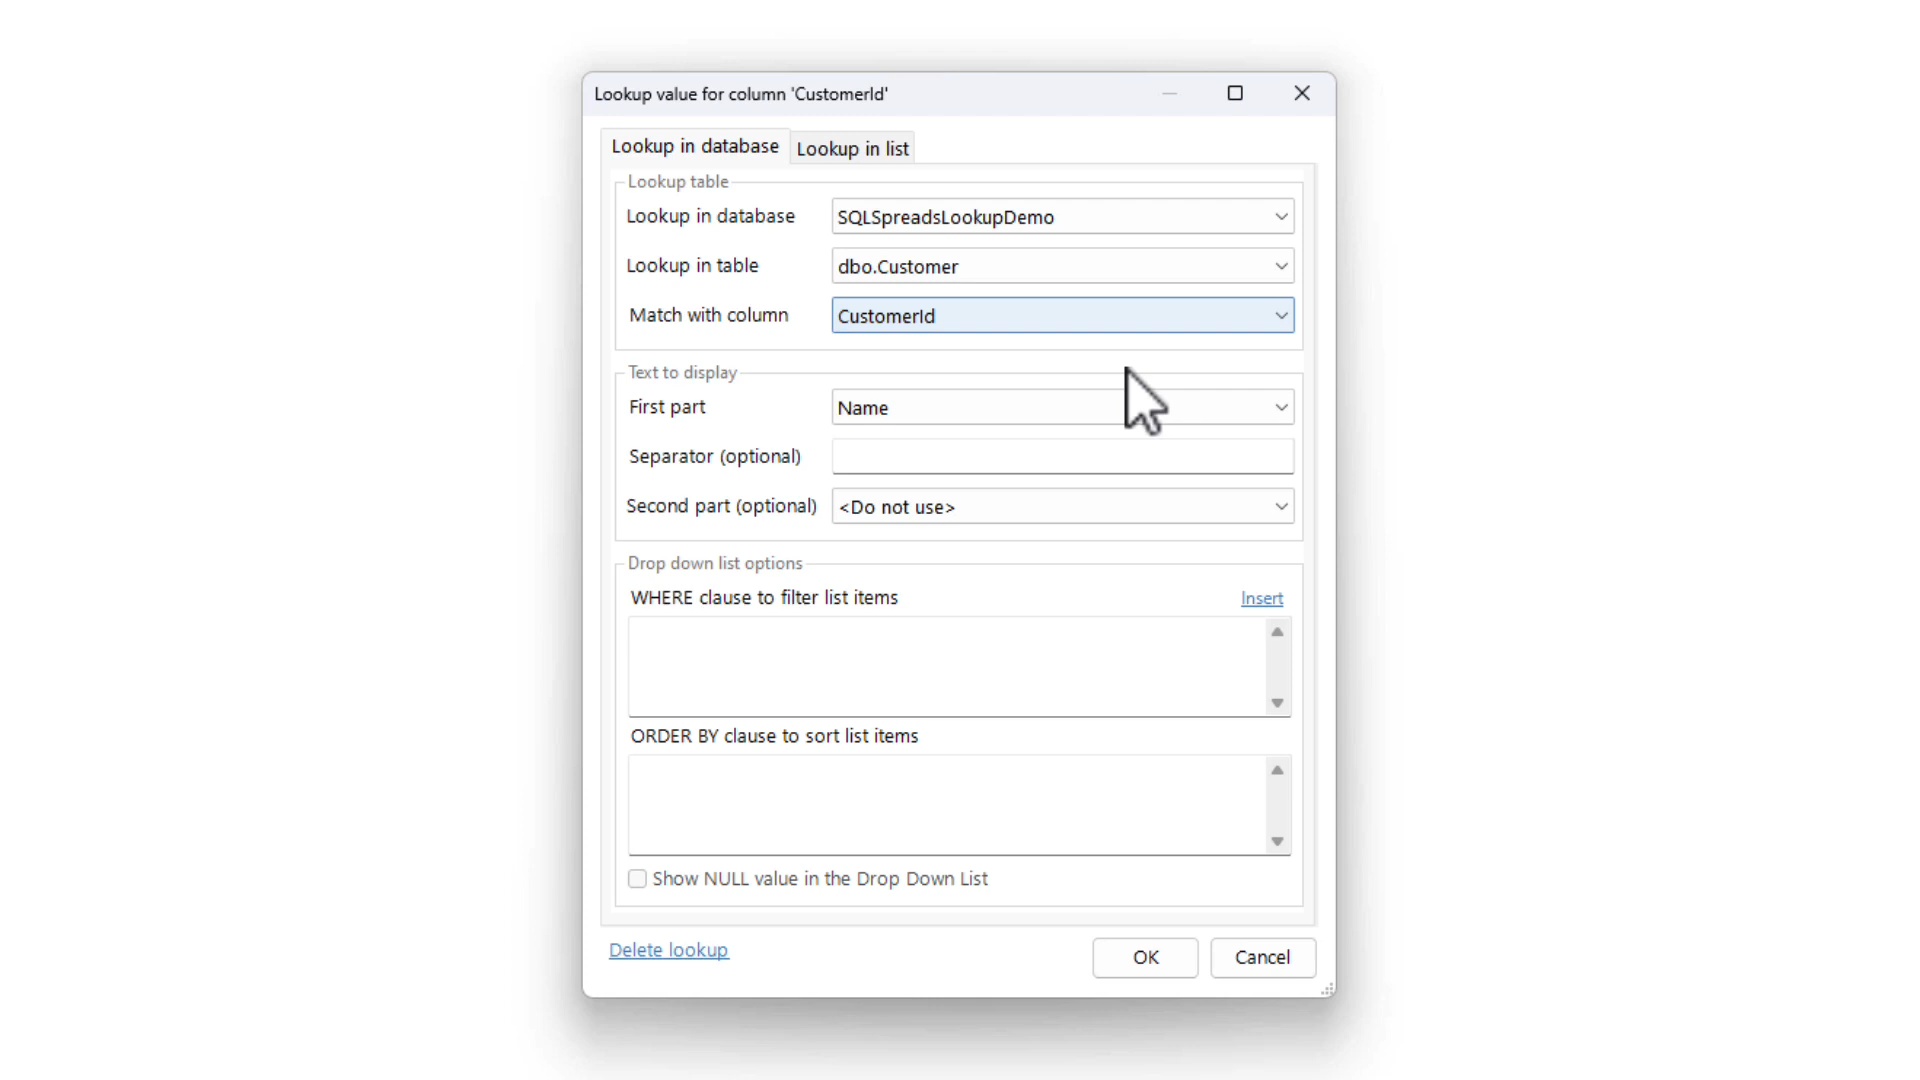 Lookup value for column 'CustomerId'
Lookup in database
Lookup in list
Lookup table
Lookup in database
SQLSpreadsLookupDemo
Lookup in table
dbo.Customer
Match with column
CustomerId
Text to display
First part
Name
Separator (optional)
Second part (optional)
<Do not use>
Drop down list options
WHERE clause to filter list items
Insert
ORDER BY clause to sort list items
Show NULL value in the Drop Down List
Delete lookup
OK
Cancel